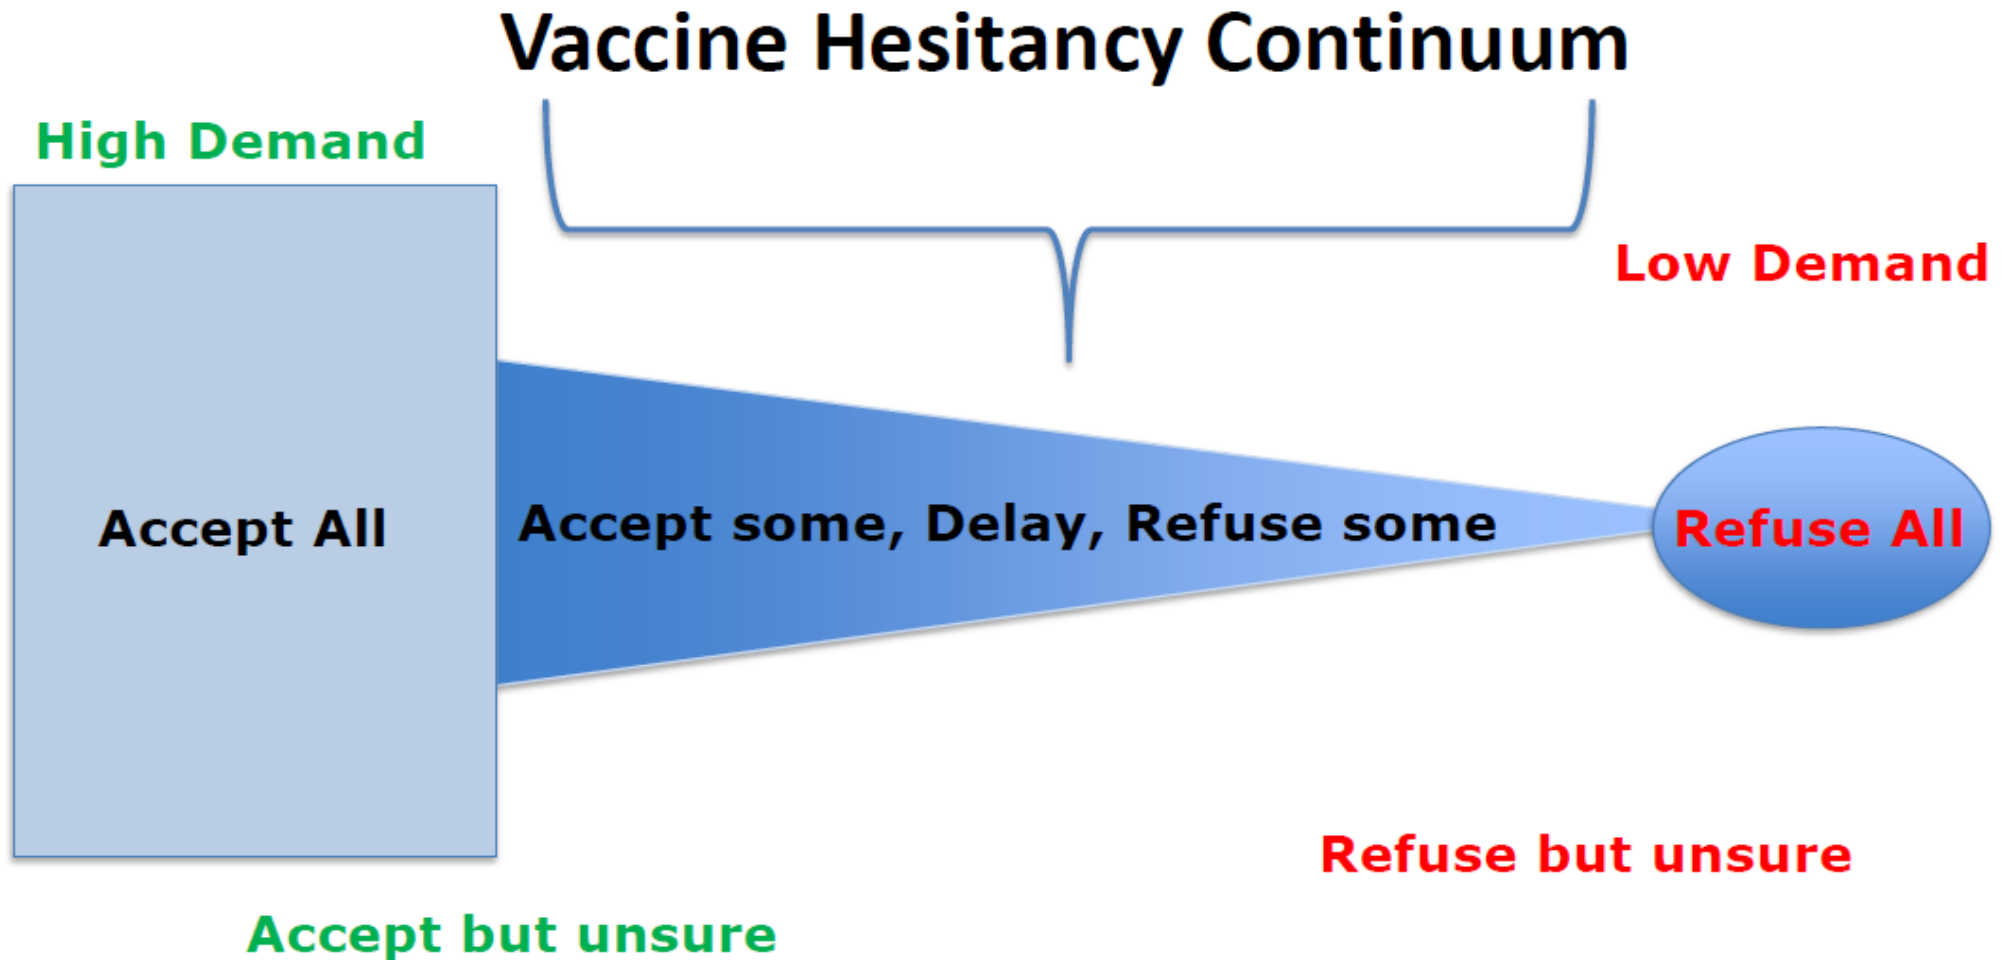 Vaccine Hesitancy Continuum
High Demand
Low Demand
Accept All
Accept some, Delay, Refuse some
Refuse All
Refuse but unsure
Accept but unsure